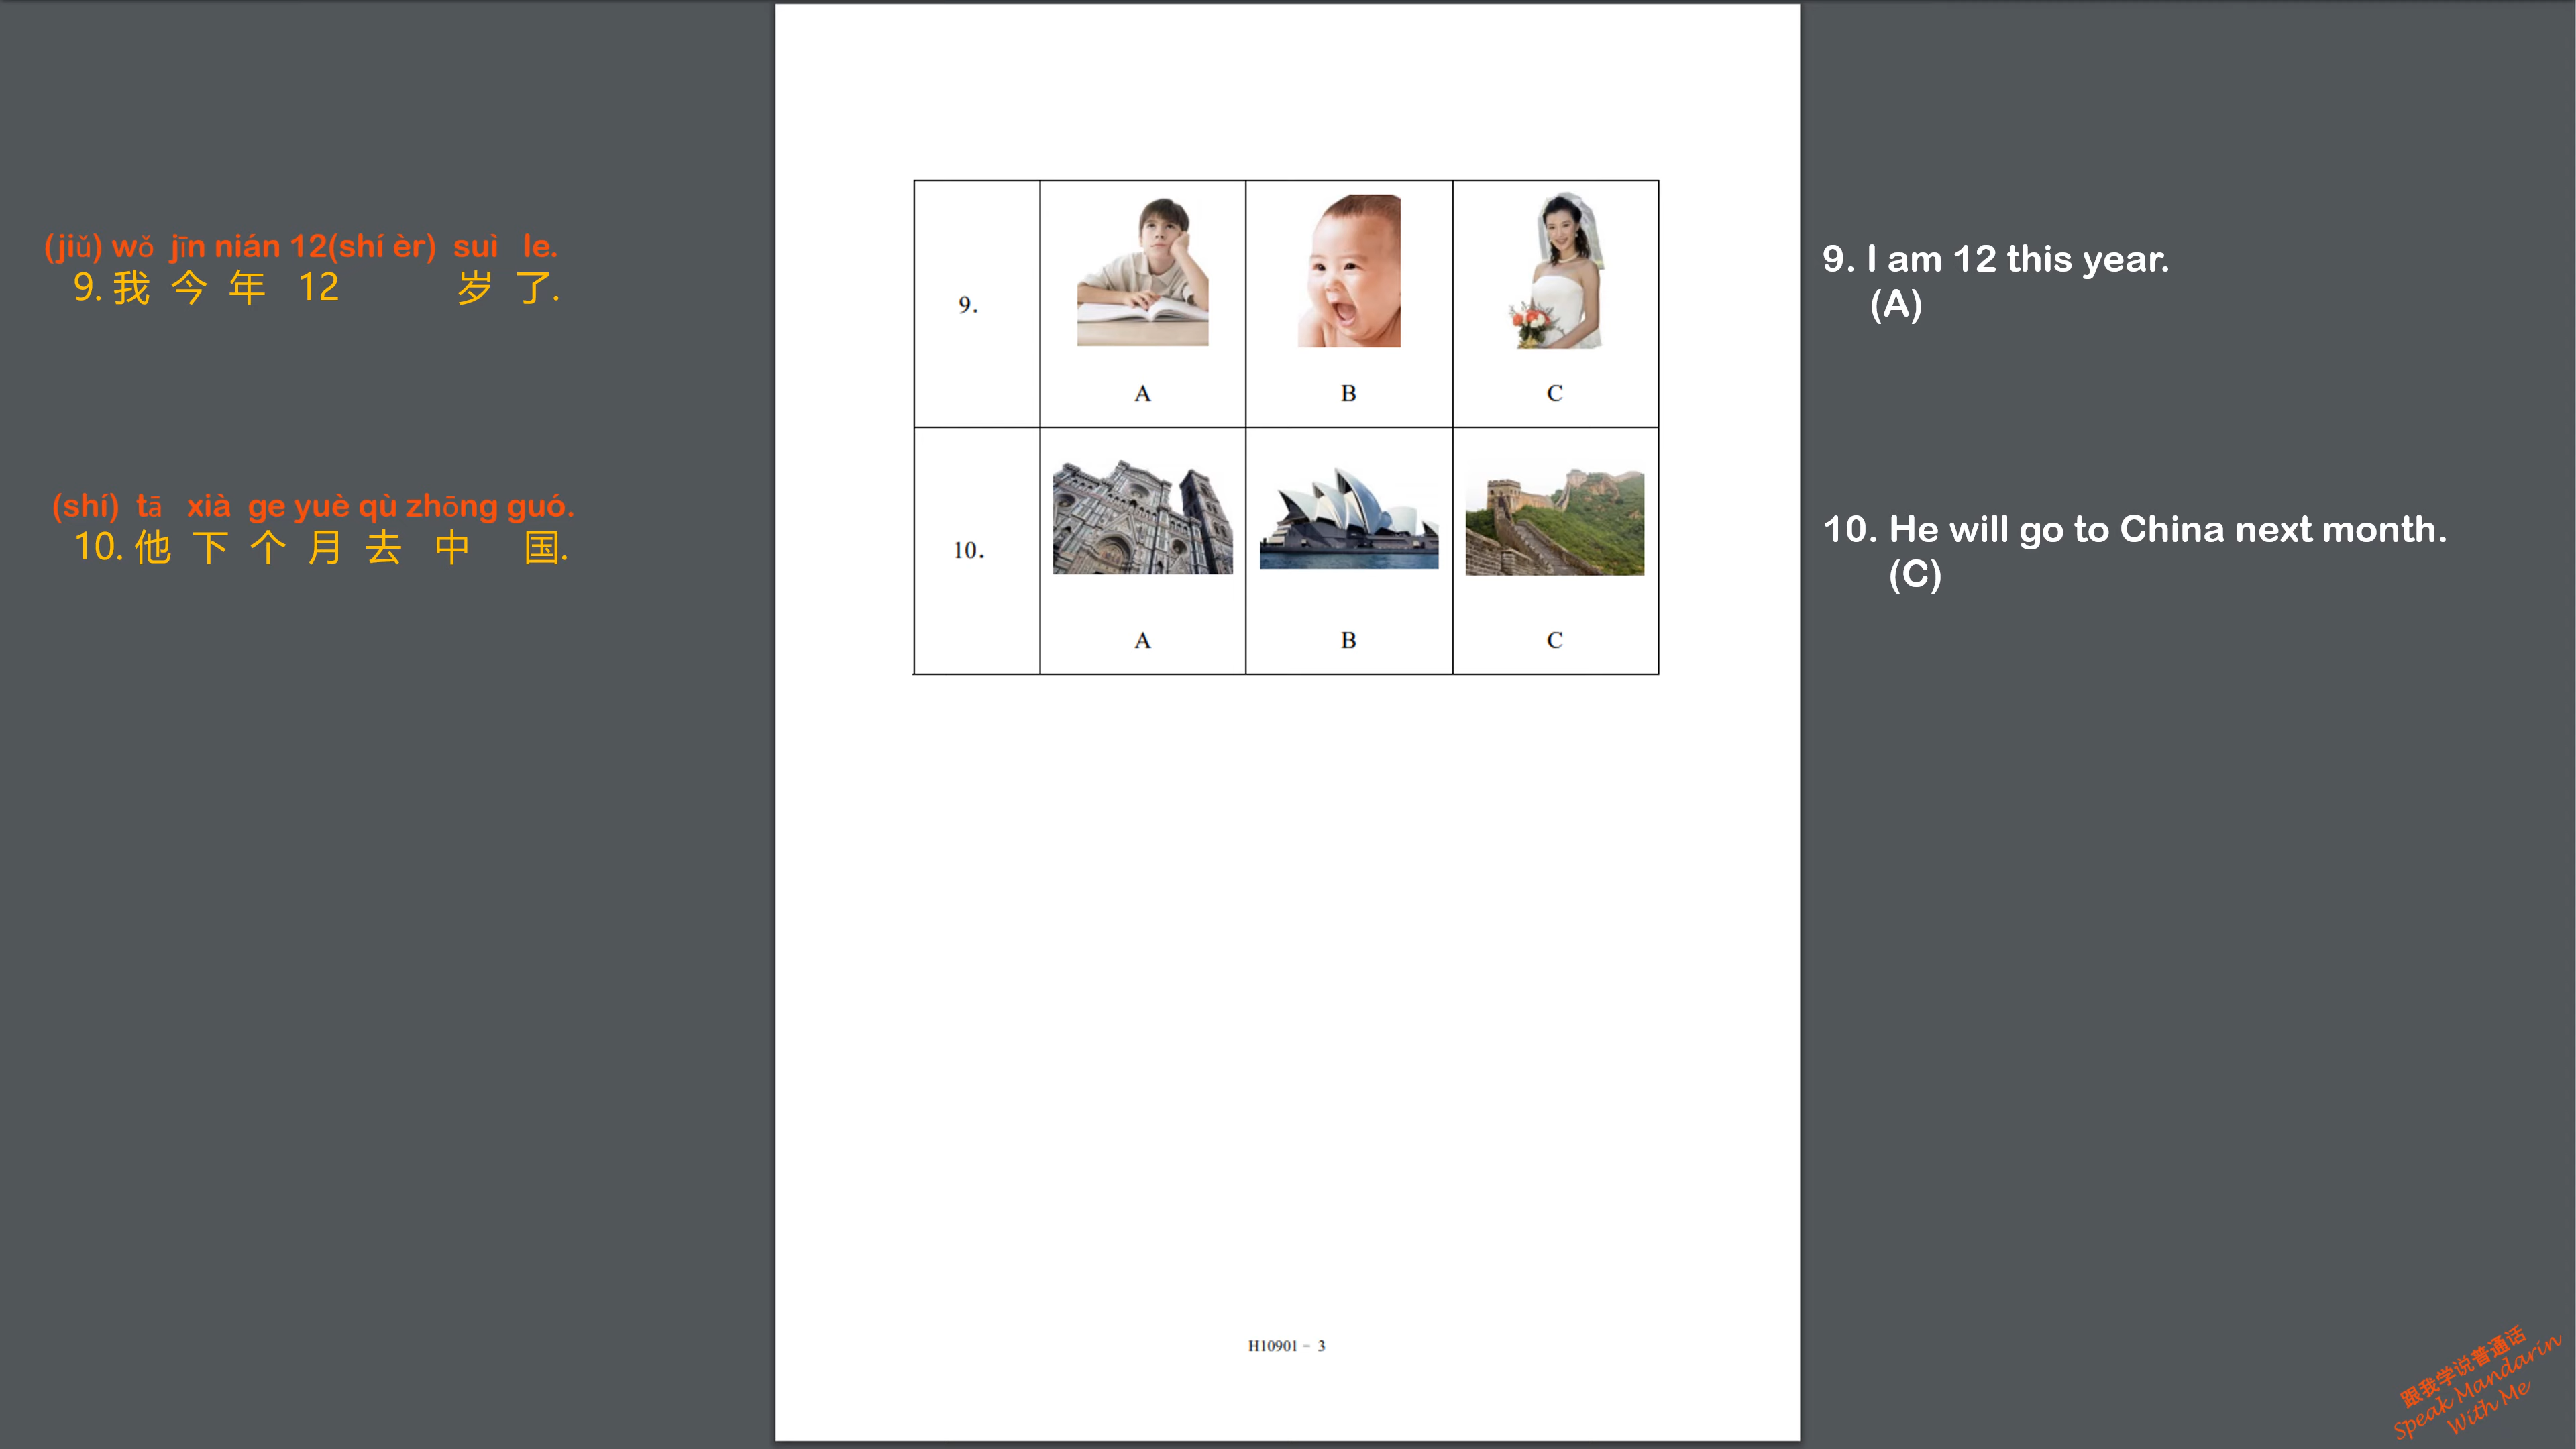 (jiǔ) wǒ jīn nián 12(shí èr) suì le.
9. 我 今 年 12 岁 了.
(shí) tā xià ge yuè qù zhōng guó.
10. 他 下 个 月 去 中 国.
9.
A B C
10.
A B C
H10901 - 3
9. I am 12 this year.
(A)
10. He will go to China next month.
(C)
跟我学说普通话
Speak Mandarin
With Me